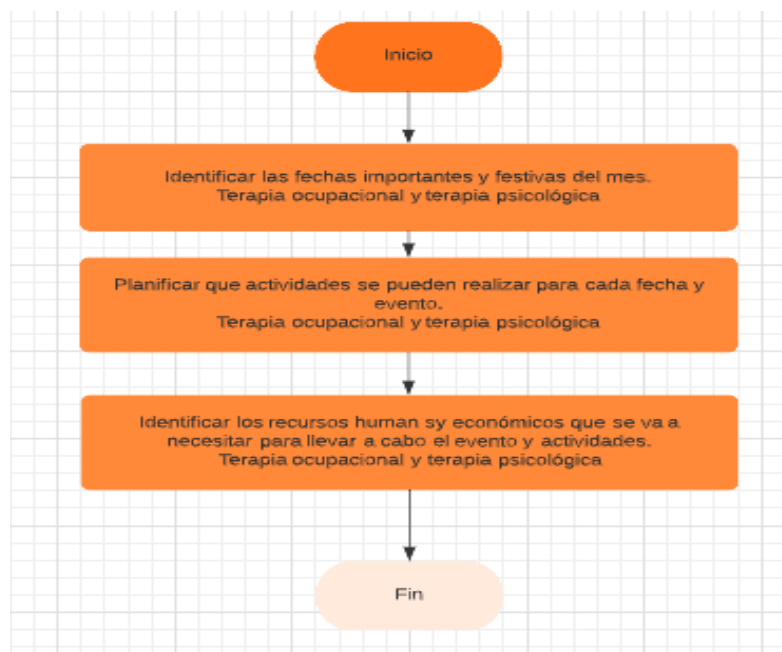 Inicio
Identificar las fechas importantes y festivas del mes.
Terapia ocupacional y terapia psicológica
Planificar que actividades se pueden realizar para cada fecha y
evento.
Terapia ocupacional y terapia psicológica
Identificar los recursos human sy económicos que se va a
necesitar para llevar a cabo el evento y actividades.
Terapia ocupacional y terapia psicológica
Fin